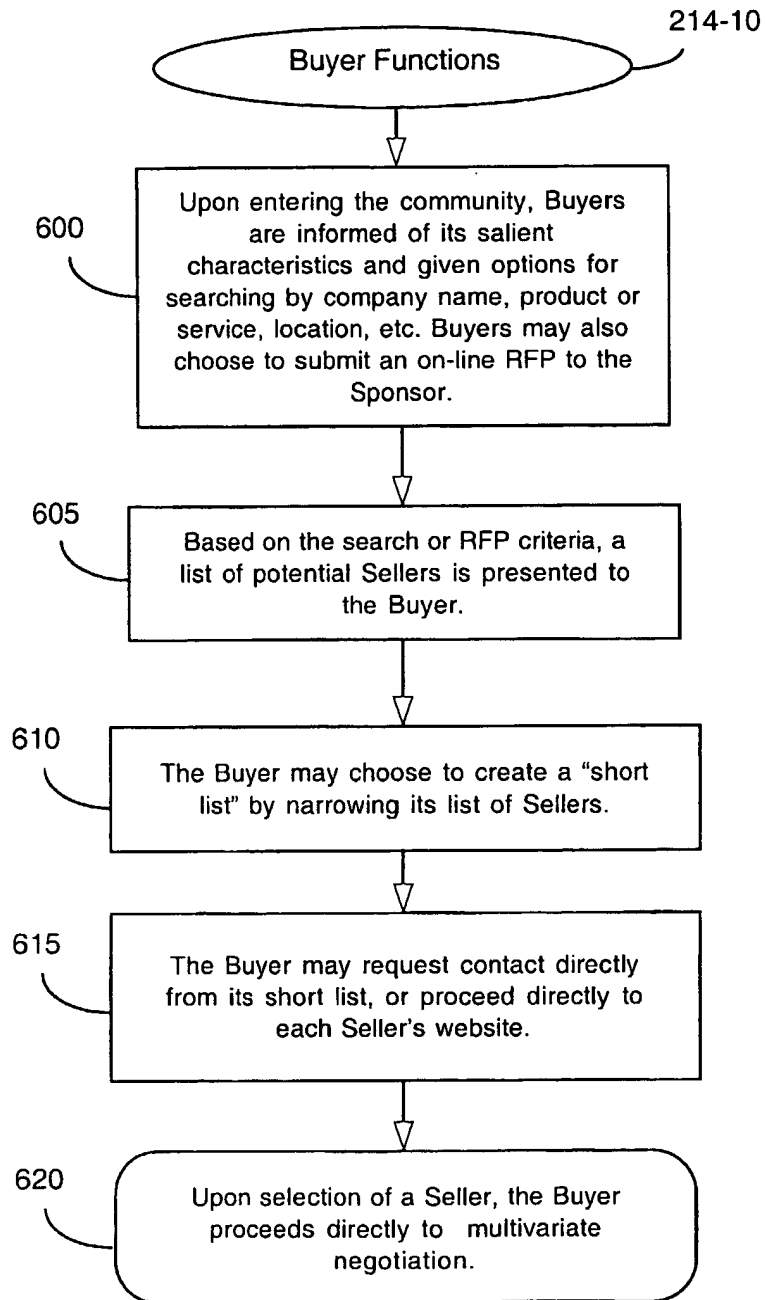 214-10
Buyer Functions
600
Upon entering the community, Buyers
are informed of its salient
characteristics and given options for
searching by company name, product or
service, location, etc. Buyers may also
choose to submit an on-line RFP to the
Sponsor.
605
Based on the search or RFP criteria, a
list of potential Sellers is presented to
the Buyer.
610
The Buyer may choose to create a “short
list” by narrowing its list of Sellers.
615
The Buyer may request contact directly
from its short list, or proceed directly to
each Seller's website.
620
Upon selection of a Seller, the Buyer
proceeds directly to multivariate
negotiation.